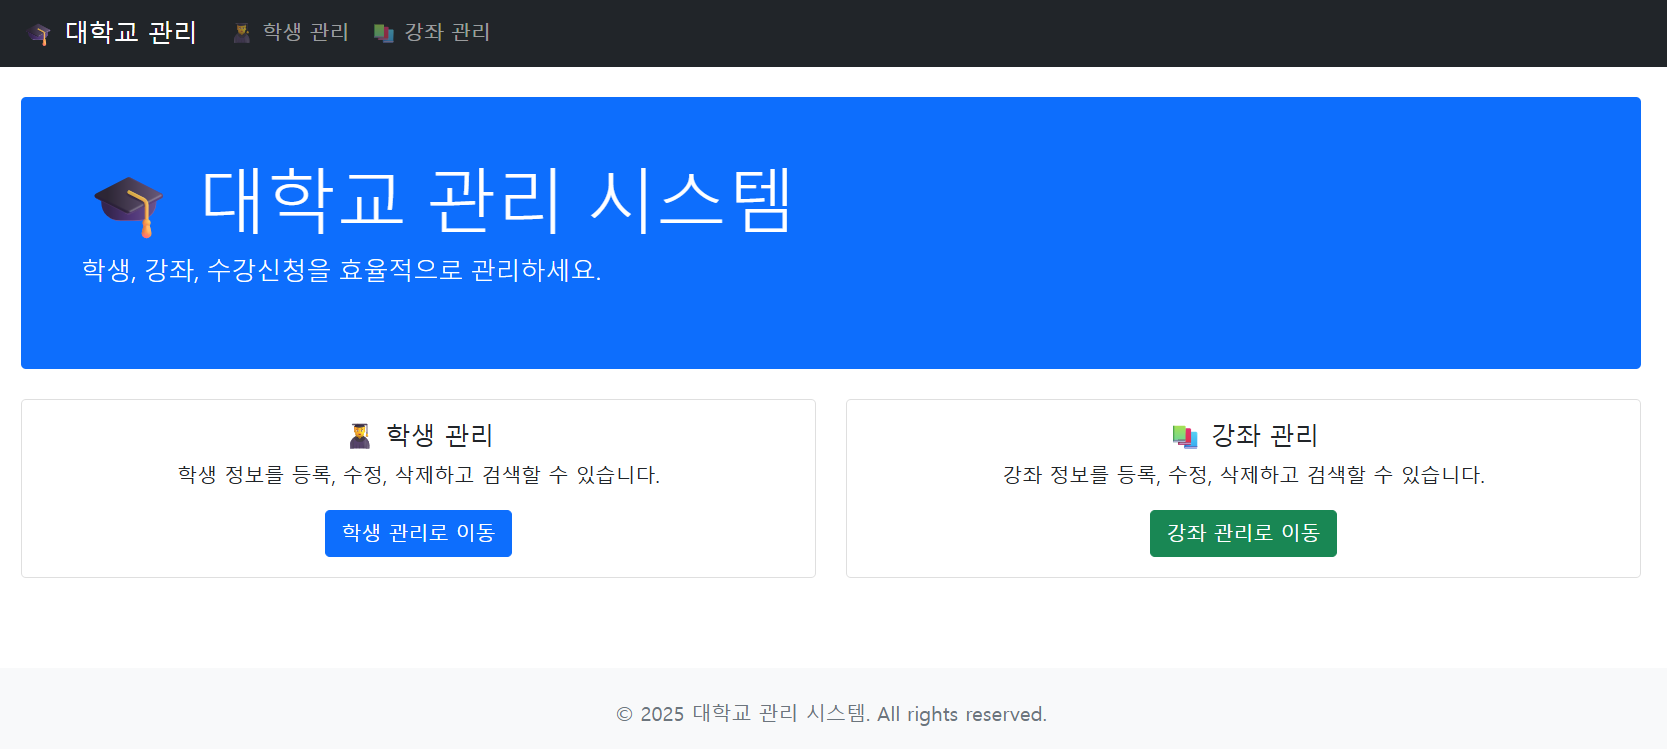 대학교 관리 학생 관리 강좌 관리
대학교 관리 시스템
학생, 강좌, 수강신청을 효율적으로 관리하세요.
학생 관리
학생 정보를 등록, 수정, 삭제하고 검색할 수 있습니다.
학생 관리로 이동
강좌 관리
강좌 정보를 등록, 수정, 삭제하고 검색할 수 있습니다.
강좌 관리로 이동
© 2025 대학교 관리 시스템. All rights reserved.